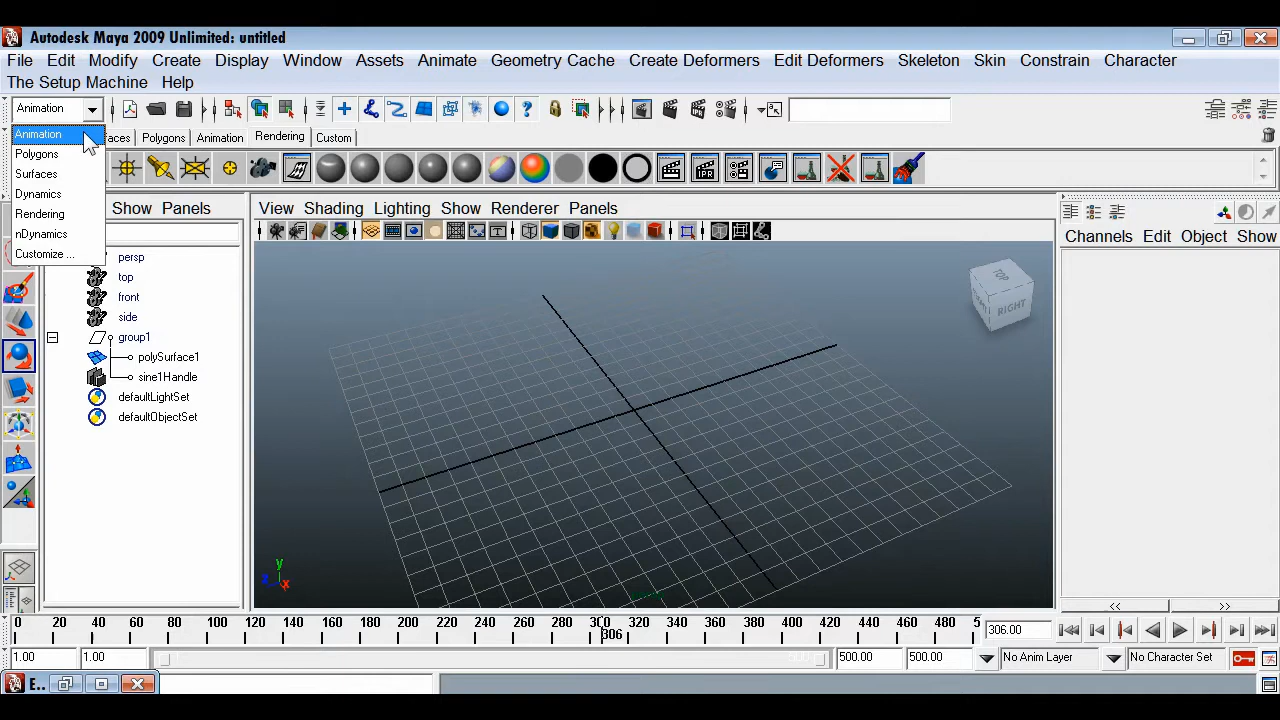 Autodesk Maya 2009 Unlimited: untitled
File Edit Modify Create Display Window Assets Animate Geometry Cache Create Deformers Edit Deformers Skeleton Skin Constrain Character
The Setup Machine Help
Animation
Polygons Animation Rendering Custom
Animation
Polygons
Surfaces
Dynamics
Rendering
nDynamics
Customize ...
IPR
Show Panels
View Shading Lighting Show Renderer Panels
Channels Edit Object Show
persp
top
front
side
group1
polySurface1
sine1Handle
defaultLightSet
defaultObjectSet
TOP
RIGHT
y
x
0 20 40 60 80 100 120 140 160 180 200 220 240 260 280 300 320 340 360 380 400 420 440 460 480 5
306
306.00
1.00 1.00 500.00 500.00 No Anim Layer No Character Set
E..